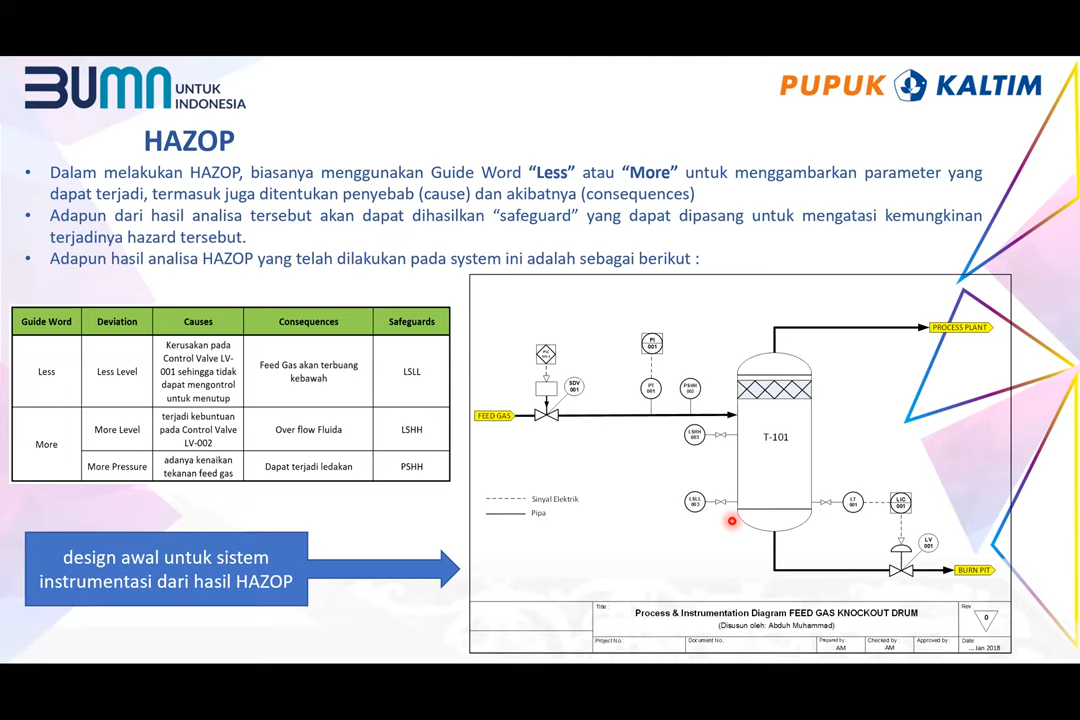 BUMN
UNTUK
INDONESIA
PUPUK KALTIM
HAZOP
• Dalam melakukan HAZOP, biasanya menggunakan Guide Word “Less” atau “More” untuk menggambarkan parameter yang
dapat terjadi, termasuk juga ditentukan penyebab (cause) dan akibatnya (consequences)
• Adapun dari hasil analisa tersebut akan dapat dihasilkan “safeguard” yang dapat dipasang untuk mengatasi kemungkinan
terjadinya hazard tersebut.
• Adapun hasil analisa HAZOP yang telah dilakukan pada system ini adalah sebagai berikut :
Guide Word Deviation Causes Consequences Safeguards
Less Less Level Kerusakan pada
Control Valve LV-
001 sehingga tidak
dapat mengontrol
untuk menutup
Feed Gas akan terbuang
kebawah
LSLL
More More Level terjadi kebuntuan
pada Control Valve
LV-002
Over flow Fluida LSHH
More Pressure adanya kenaikan
tekanan feed gas
Dapat terjadi ledakan PSHH
design awal untuk sistem
instrumentasi dari hasil HAZOP
PROCESS PLANT
PI
001
SDV
001
PT
001
PSHH
002
FEED GAS
LSHH
003
T-101
Sinyal Elektrik
Pipa
LSLL
003
LT
001
LIC
001
LV
001
BURN PIT
Title :
Process & Instrumentation Diagram FEED GAS KNOCKOUT DRUM
(Disusun oleh: Abduh Muhammad)
Rev :
0
Project No.:
Document No.:
Prepared by :
AM
Checked by :
AM
Approved by :
Date:
... Jan 2018